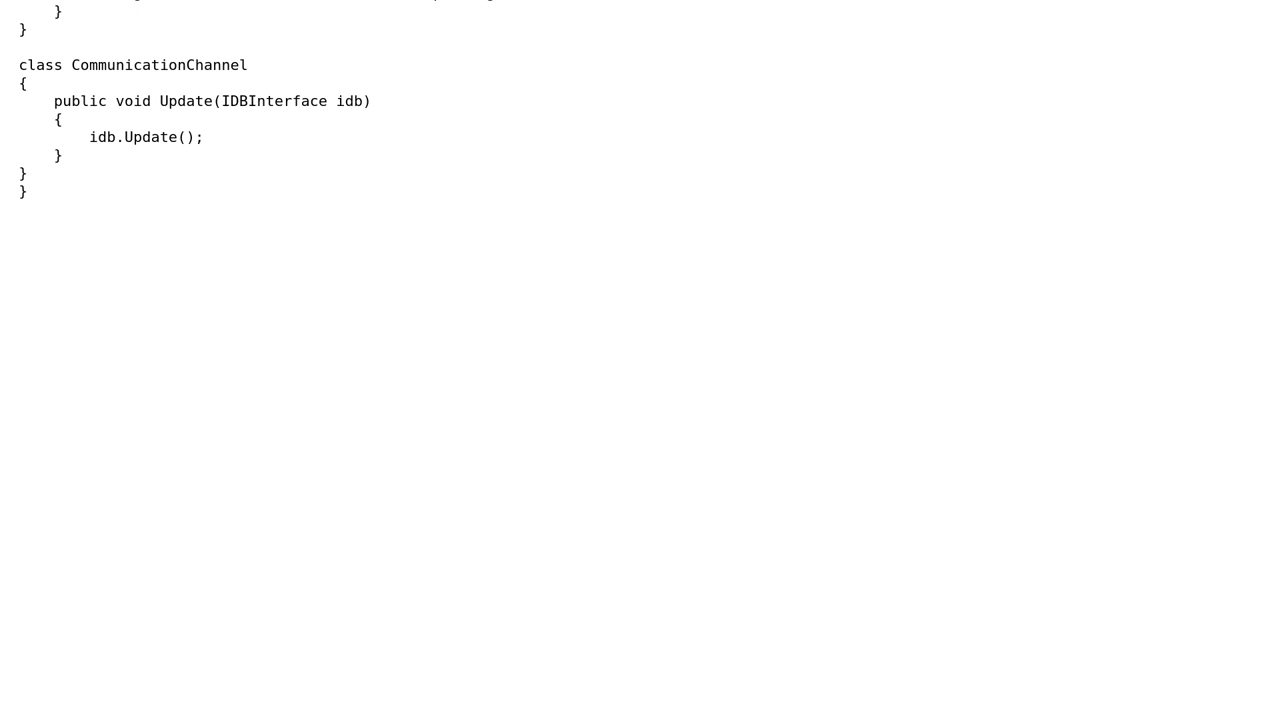 }
}

class CommunicationChannel
{
    public void Update(IDBInterface idb)
    {
        idb.Update();
    }
}
}